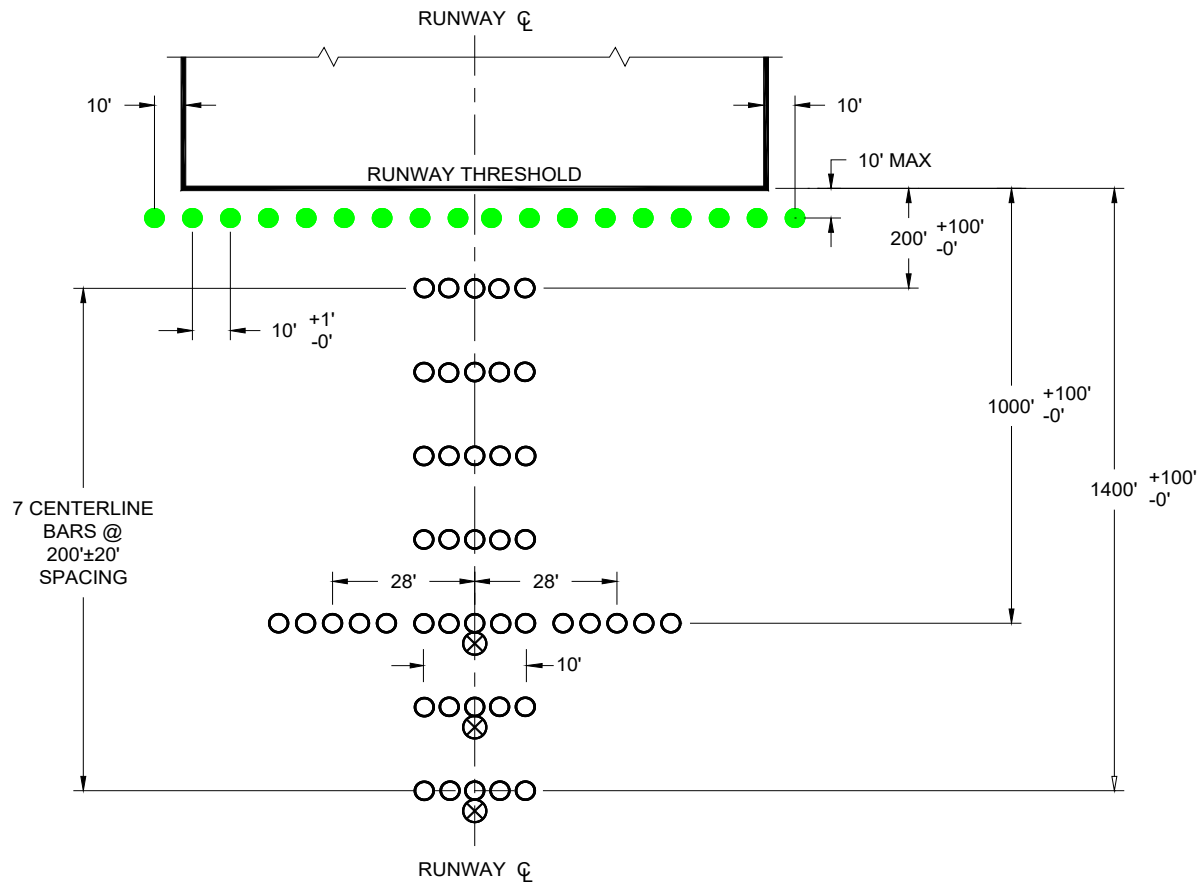 RUNWAY ℄
10'
10'
10' MAX
RUNWAY THRESHOLD
200' +100' -0'
10' +1' -0'
1000' +100' -0'
1400' +100' -0'
7 CENTERLINE
BARS @
200'±20'
SPACING
28'
28'
10'
RUNWAY ℄